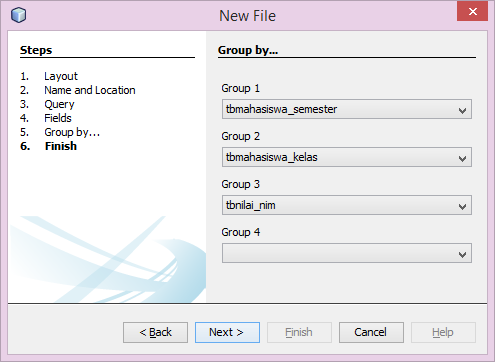 New File
Steps
1. Layout
2. Name and Location
3. Query
4. Fields
5. Group by...
6. Finish
Group by...
Group 1
tbmahasiswa_semester
Group 2
tbmahasiswa_kelas
Group 3
tbnilai_nim
Group 4
< Back Next > Finish Cancel Help